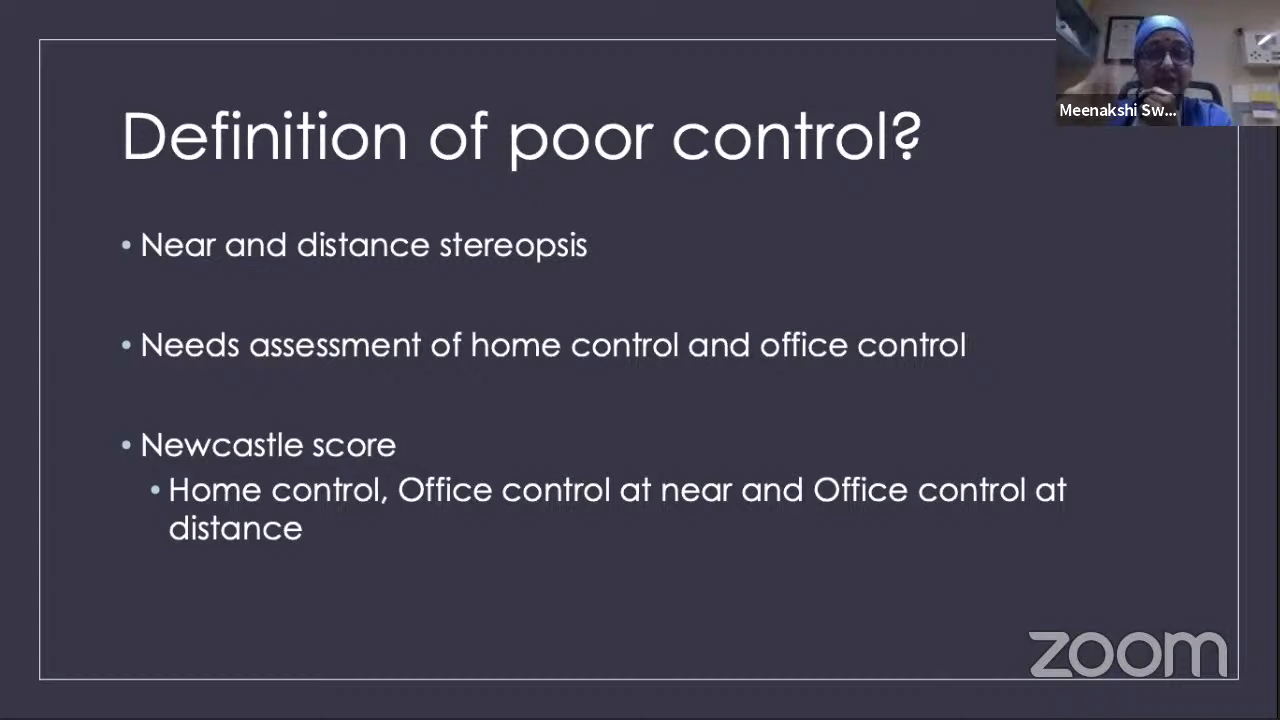 Meenakshi Sw...
Definition of poor control?
• Near and distance stereopsis
• Needs assessment of home control and office control
• Newcastle score
• Home control, Office control at near and Office control at
distance
zoom